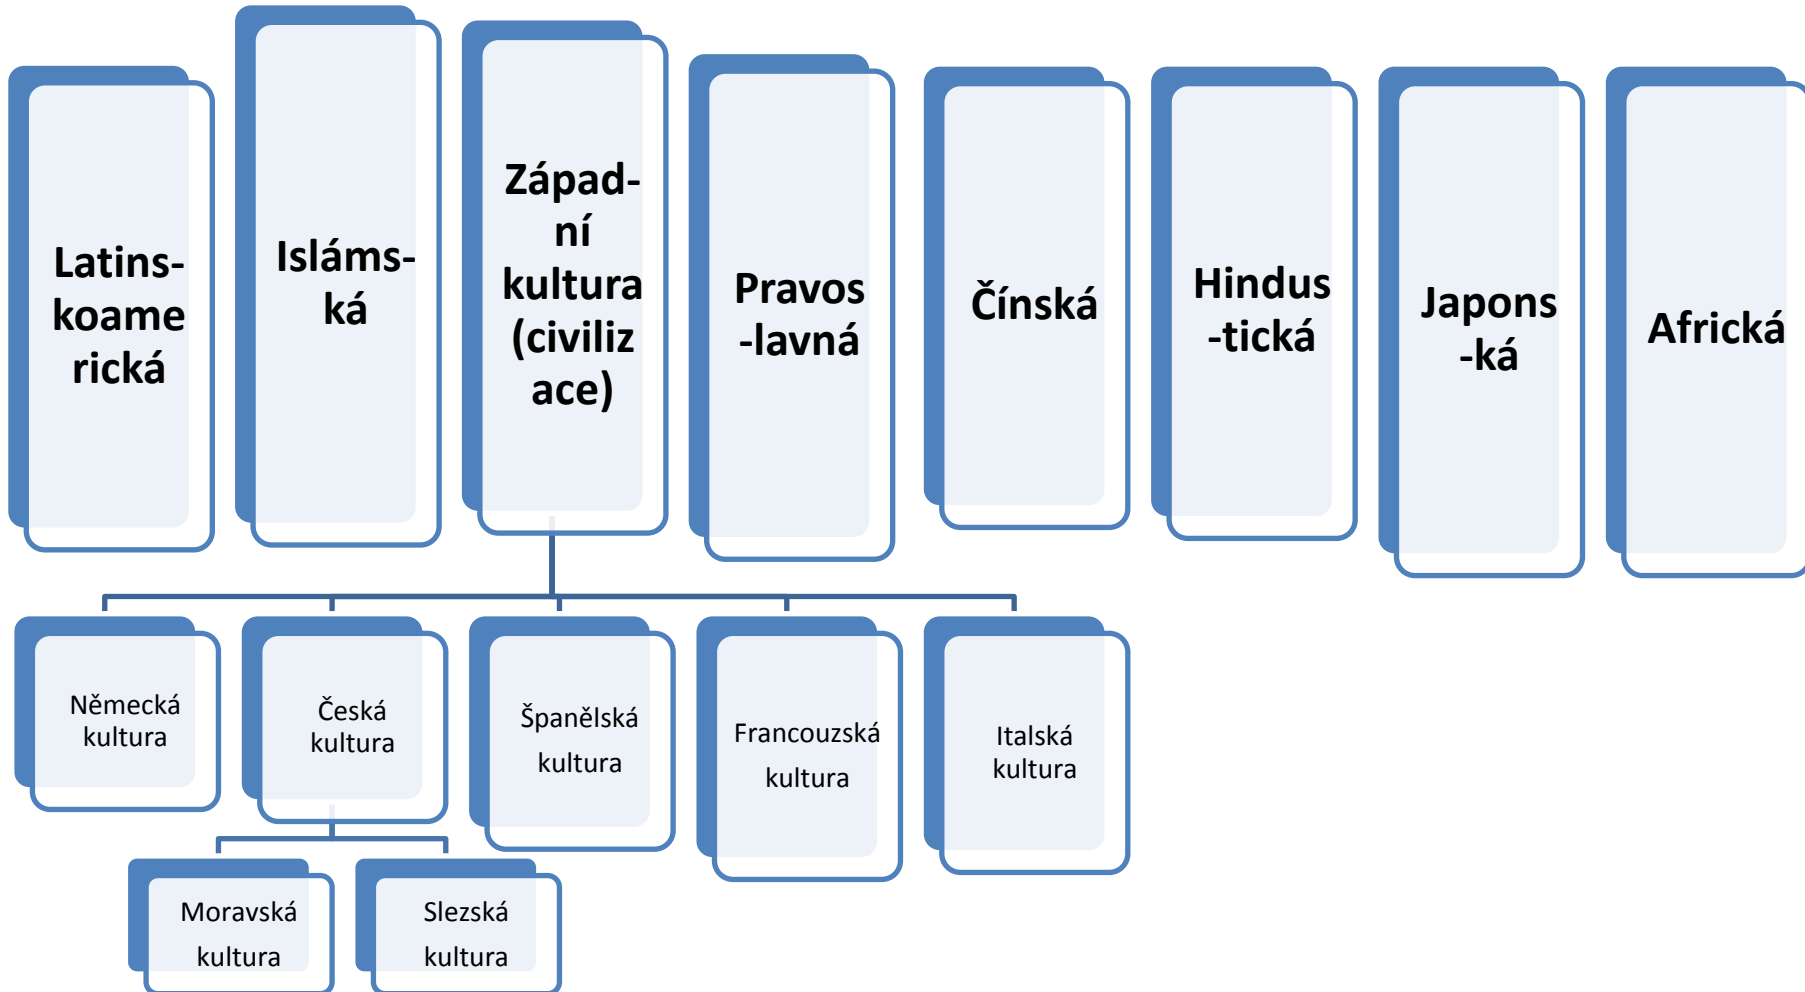 Latins-
koame
rická
Isláms-
ká
Západ-
ní
kultura
(civiliz
ace)
Pravos
-lavná
Čínská
Hindus
-tická
Japons
-ká
Africká
Německá
kultura
Česká
kultura
Španělská
kultura
Francouzská
kultura
Italská
kultura
Moravská
kultura
Slezská
kultura